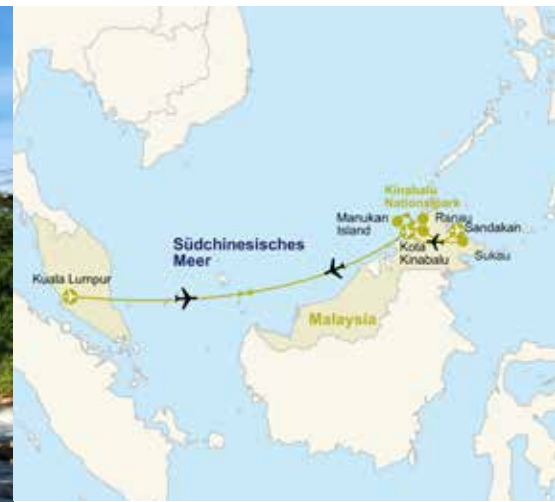 Kinabalu
Nationalpark
Manukan
Island
Ranau
Sandakan
Kota
Kinabalu
Sukau
Südchinesisches
Meer
Kuala Lumpur
Malaysia